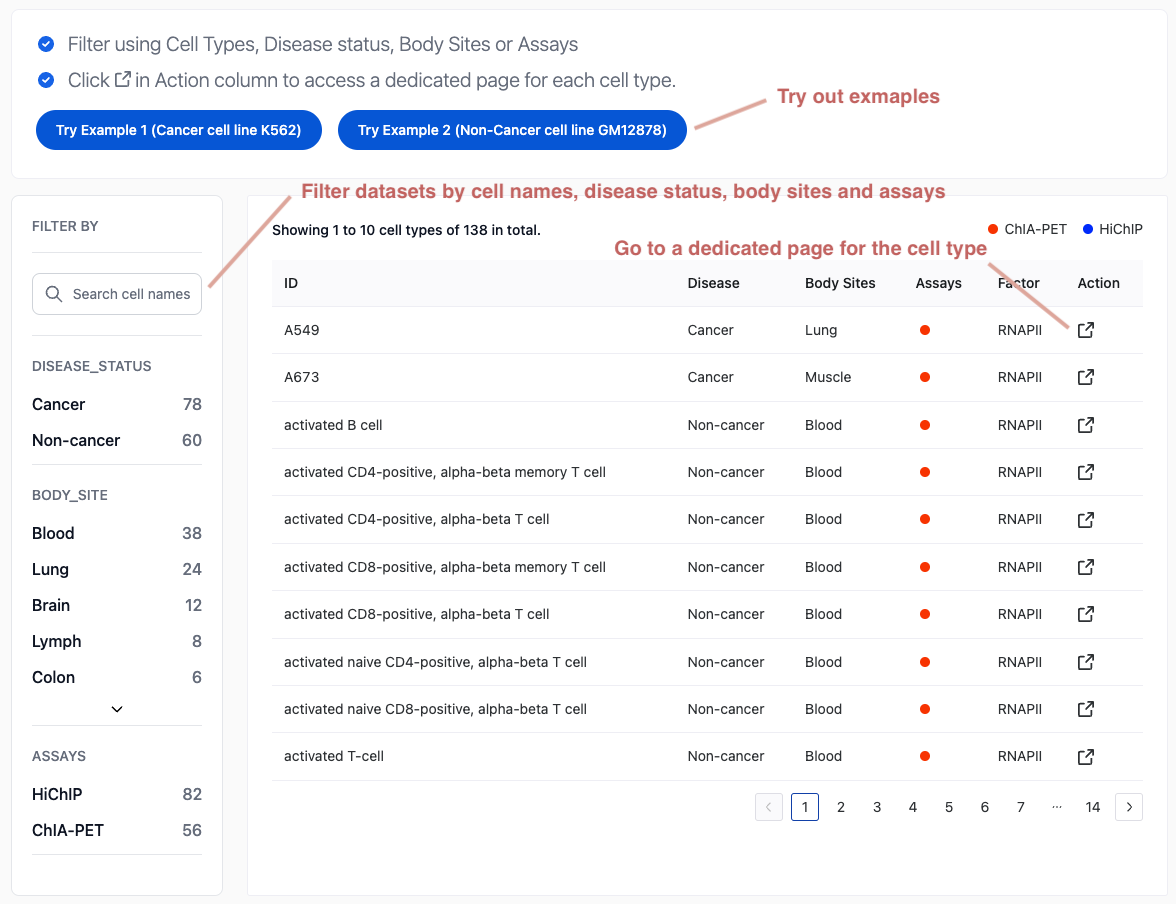 Filter using Cell Types, Disease status, Body Sites or Assays
Click in Action column to access a dedicated page for each cell type.
Try out exmaples
Try Example 1 (Cancer cell line K562) Try Example 2 (Non-Cancer cell line GM12878)
Filter datasets by cell names, disease status, body sites and assays
FILTER BY
Search cell names
DISEASE_STATUS
Cancer 78
Non-cancer 60
BODY_SITE
Blood 38
Lung 24
Brain 12
Lymph 8
Colon 6
ASSAYS
HiChIP 82
ChIA-PET 56
Showing 1 to 10 cell types of 138 in total. ChIA-PET HiChIP
Go to a dedicated page for the cell type
ID Disease Body Sites Assays Factor Action
A549 Cancer Lung RNAPII
A673 Cancer Muscle RNAPII
activated B cell Non-cancer Blood RNAPII
activated CD4-positive, alpha-beta memory T cell Non-cancer Blood RNAPII
activated CD4-positive, alpha-beta T cell Non-cancer Blood RNAPII
activated CD8-positive, alpha-beta memory T cell Non-cancer Blood RNAPII
activated CD8-positive, alpha-beta T cell Non-cancer Blood RNAPII
activated naive CD4-positive, alpha-beta T cell Non-cancer Blood RNAPII
activated naive CD8-positive, alpha-beta T cell Non-cancer Blood RNAPII
activated T-cell Non-cancer Blood RNAPII
1 2 3 4 5 6 7 ··· 14